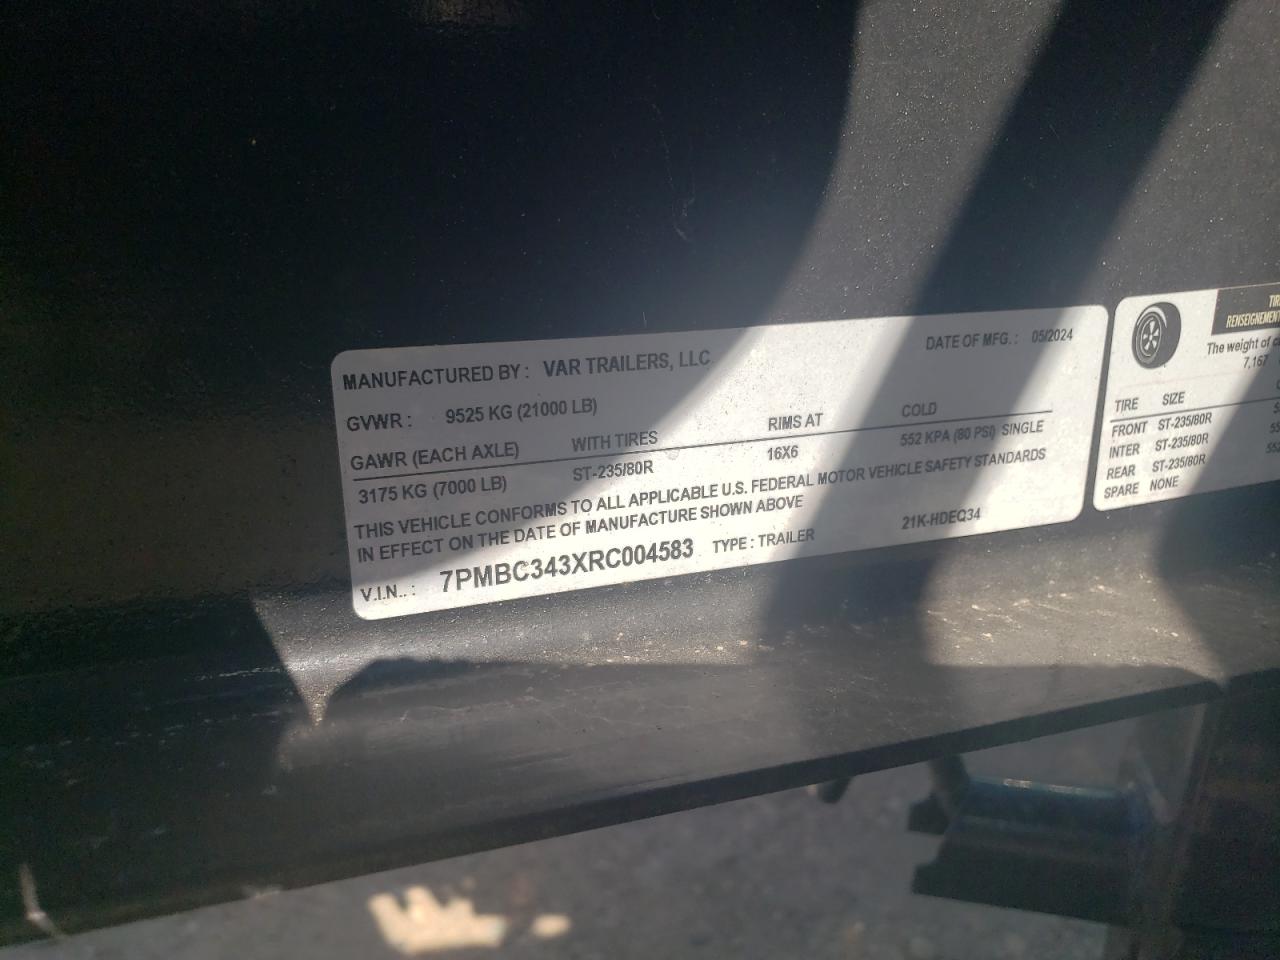 MANUFACTURED BY : VAR TRAILERS, LLC
DATE OF MFG. : 05/2024
GVWR : 9525 KG (21000 LB)
GAWR (EACH AXLE) WITH TIRES RIMS AT COLD
3175 KG (7000 LB) ST-235/80R 16X6 552 KPA (80 PSI) SINGLE
THIS VEHICLE CONFORMS TO ALL APPLICABLE U.S. FEDERAL MOTOR VEHICLE SAFETY STANDARDS
IN EFFECT ON THE DATE OF MANUFACTURE SHOWN ABOVE
V.I.N.. : 7PMBC343XRC004583 TYPE : TRAILER 21K-HDEQ34
The weight of
7,167
TIRE SIZE
FRONT ST-235/80R
INTER ST-235/80R
REAR ST-235/80R
SPARE NONE